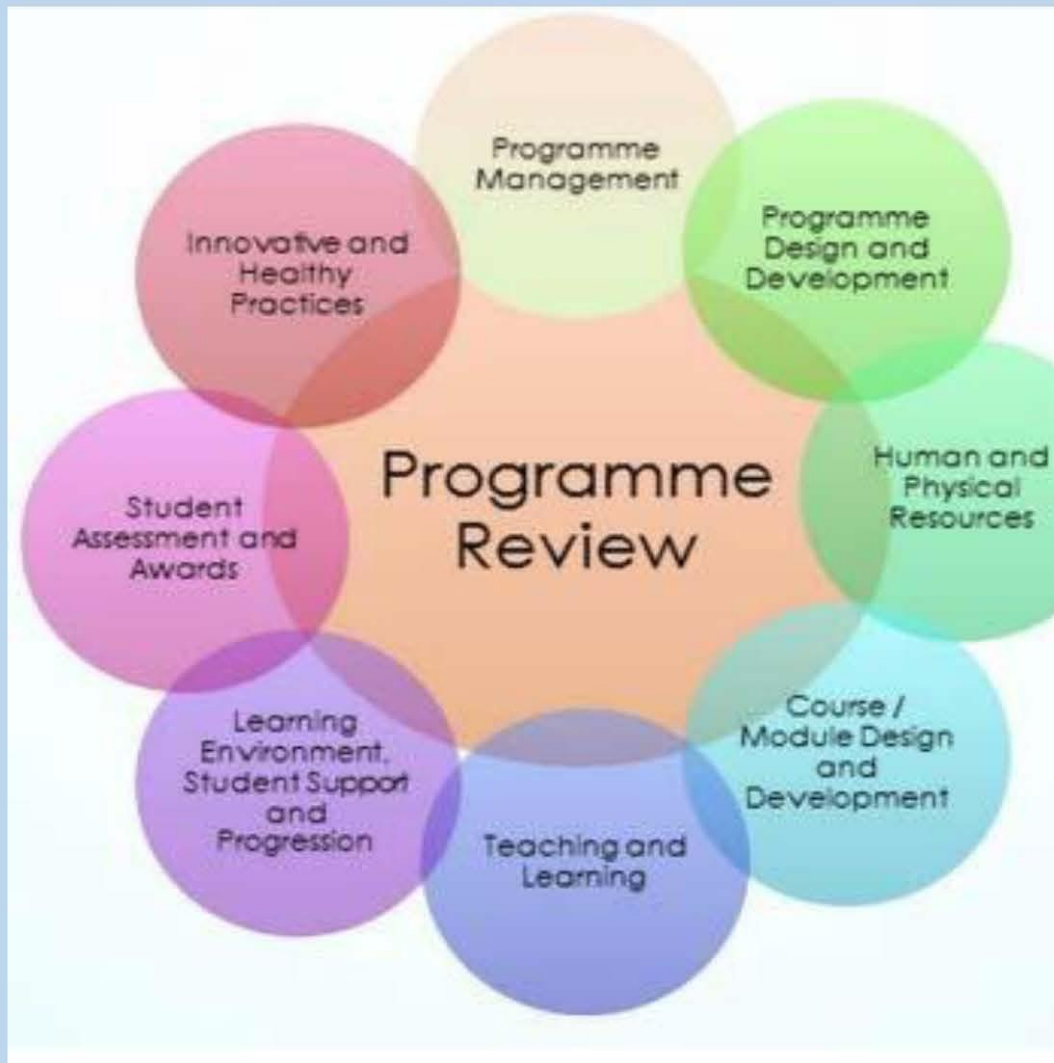 Programme
Management
Programme
Design and
Development
Human and
Physical
Resources
Course /
Module Design
and
Development
Teaching and
Learning
Learning
Environment,
Student Support
and
Progression
Student
Assessment and
Awards
Innovative and
Healthy
Practices
Programme
Review